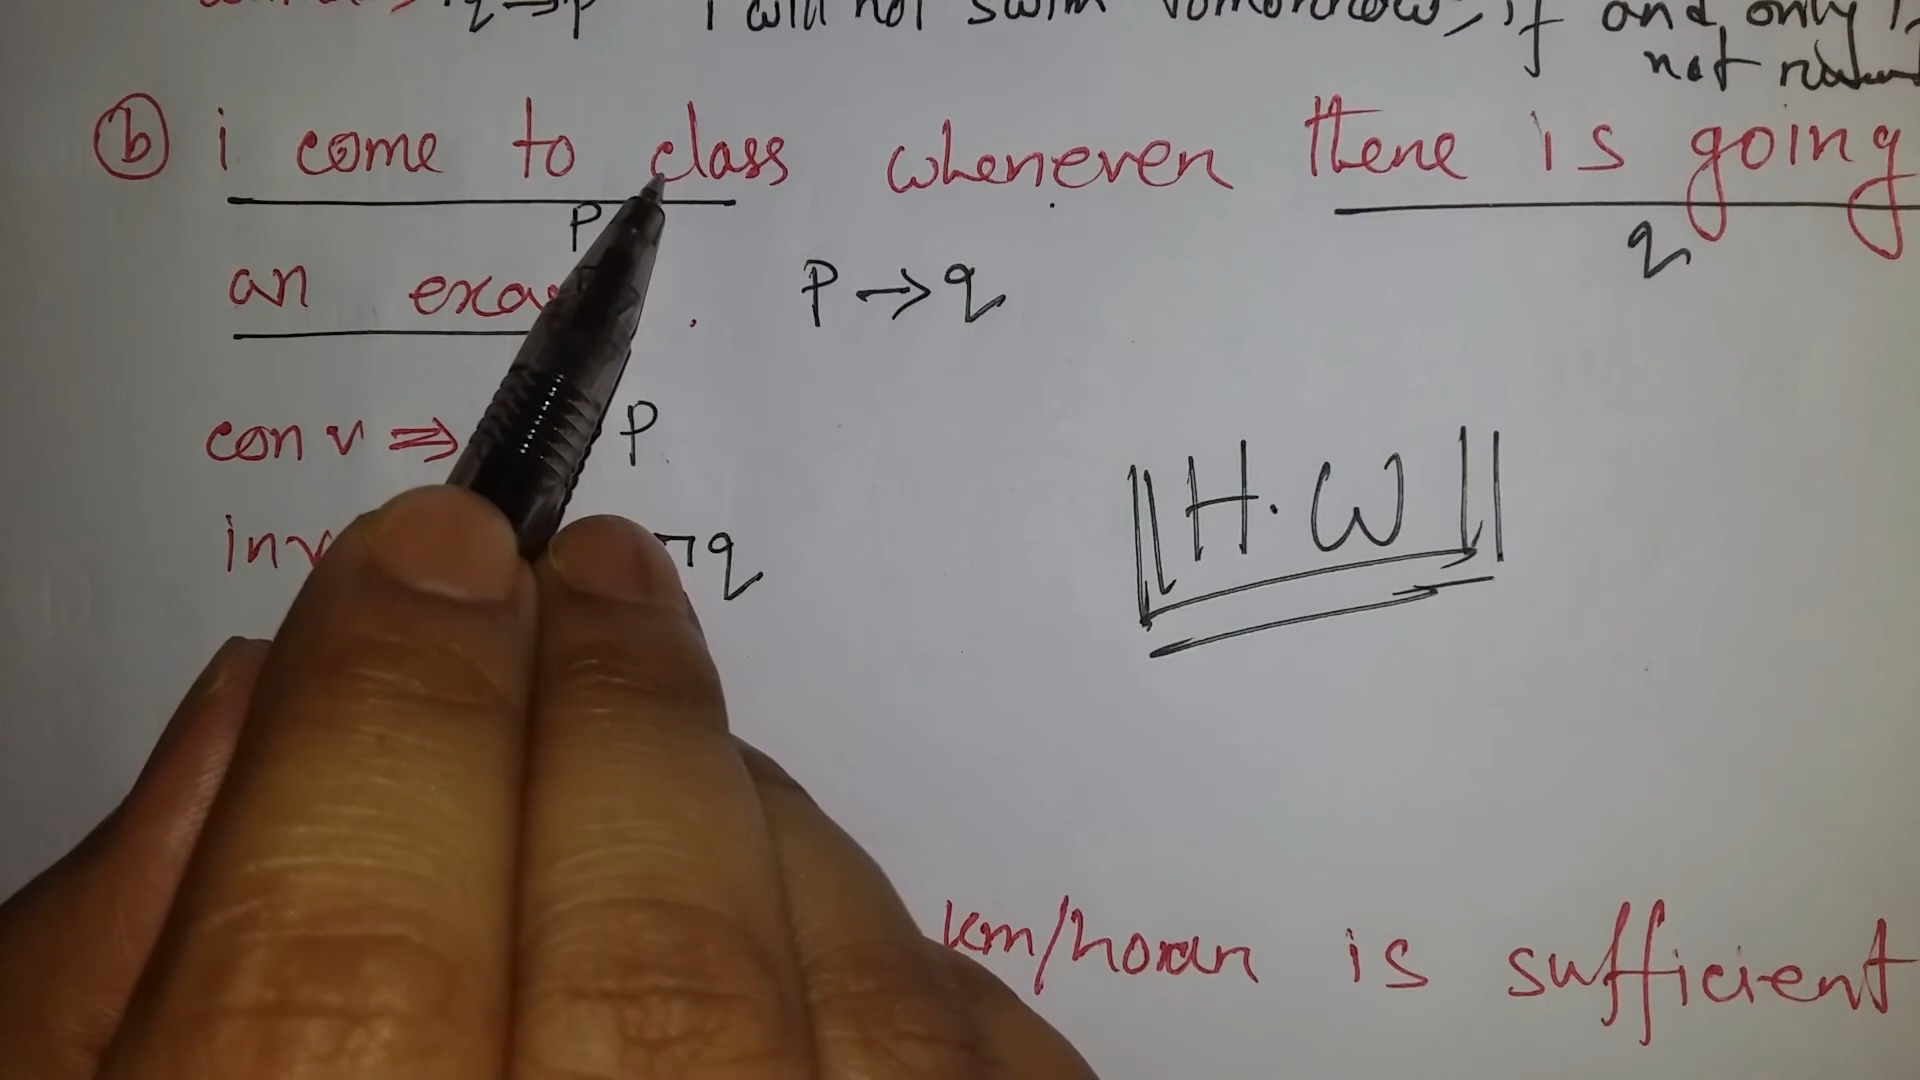 q→p I will not swim tomorrow, if and only
not
(b) i come to class whenever there is going
p q
an exa . P → q
conv ⇒ P
inv ¬q
||H.W||
km/hour is sufficient